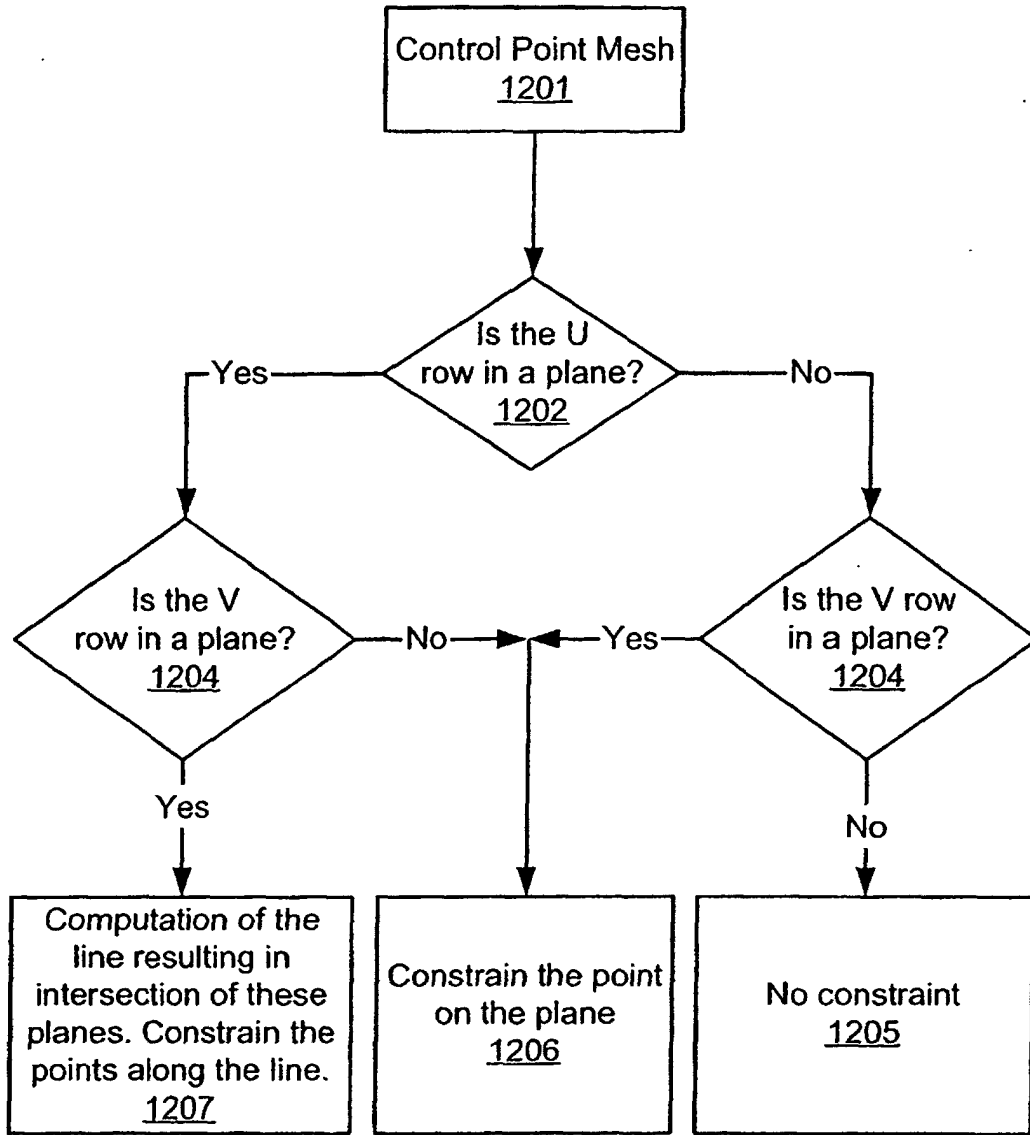 Control Point Mesh
1201
Is the U
row in a plane?
1202
Yes
No
Is the V
row in a plane?
1204
No
Yes
Is the V row
in a plane?
1204
Yes
No
Computation of the
line resulting in
intersection of these
planes. Constrain the
points along the line.
1207
Constrain the point
on the plane
1206
No constraint
1205